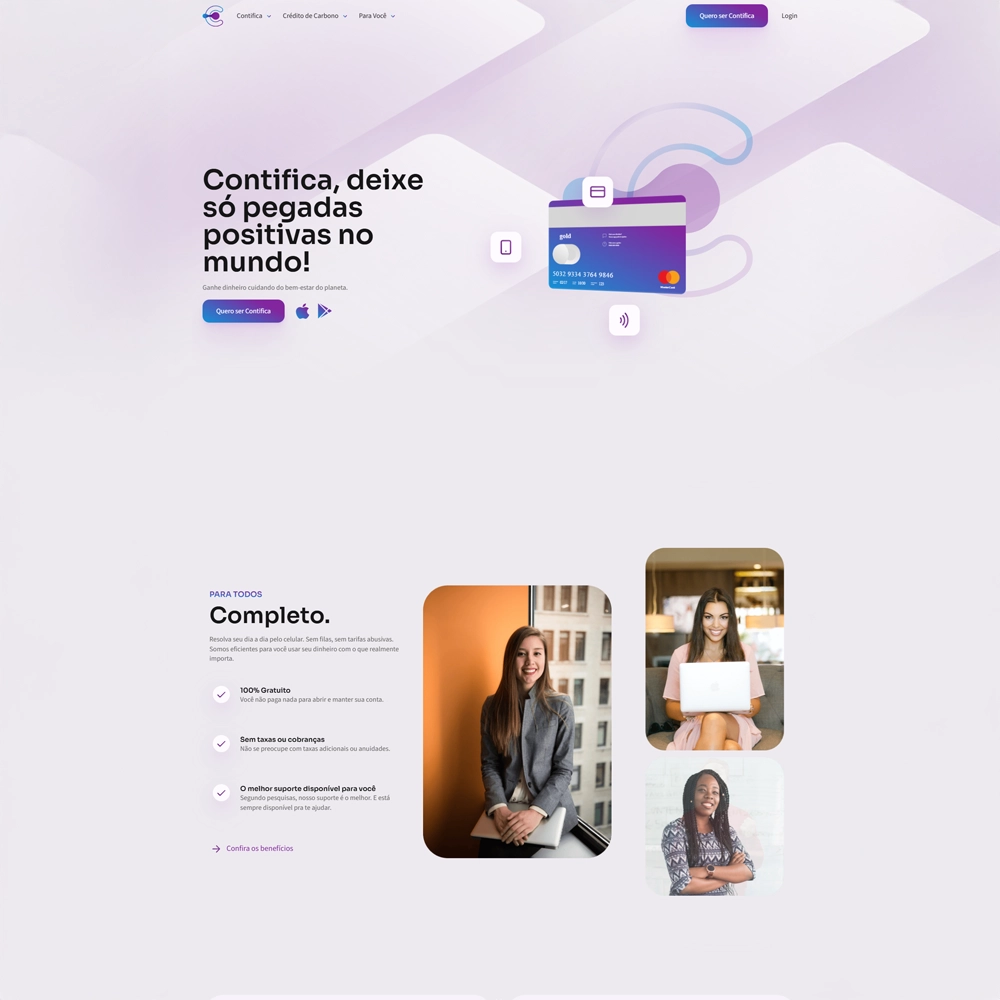 Contifica
Crédito de Carbono
Para Você
Quero ser Contifica
Login
Contifica, deixe
só pegadas
positivas no
mundo!
Ganhe dinheiro cuidando do bem-estar do planeta.
Quero ser Contifica
gold
5032 9334 3764 9846
MasterCard
PARA TODOS
Completo.
Resolva seu dia a dia pelo celular. Sem filas, sem tarifas abusivas.
Somos eficientes para você usar seu dinheiro com o que realmente
importa.
100% Gratuito
Você não paga nada para abrir e manter sua conta.
Sem taxas ou cobranças
Não se preocupe com taxas adicionais ou anuidades.
O melhor suporte disponível para você
Segundo pesquisas, nosso suporte é o melhor. E está
sempre disponível pra te ajudar.
Confira os benefícios